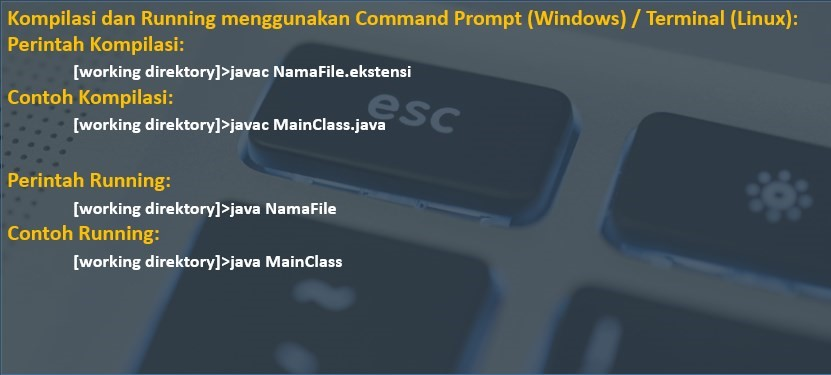 Kompilasi dan Running menggunakan Command Prompt (Windows) / Terminal (Linux):
Perintah Kompilasi:
[working direktory]>javac NamaFile.ekstensi
Contoh Kompilasi:
[working direktory]>javac MainClass.java
Perintah Running:
[working direktory]>java NamaFile
Contoh Running:
[working direktory]>java MainClass
esc